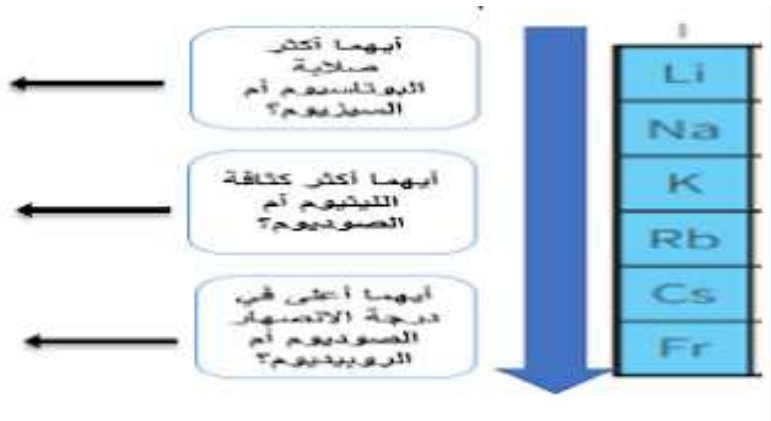 I
Li
Na
K
Rb
Cs
Fr
أيهما أكثر
صلابة
البوتاسيوم أم
السيزيوم؟
أيهما أكثر كثافة
الليثيوم أم
الصوديوم؟
أيهما أعلى في
درجة الانصهار
الصوديوم أم
الروبيديوم؟